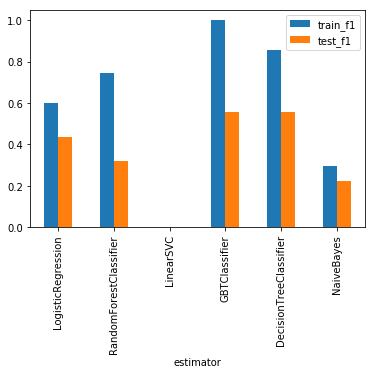 train_f1
test_f1
1.0
0.8
0.6
0.4
0.2
0.0
LogisticRegression
RandomForestClassifier
LinearSVC
GBTClassifier
DecisionTreeClassifier
NaiveBayes
estimator